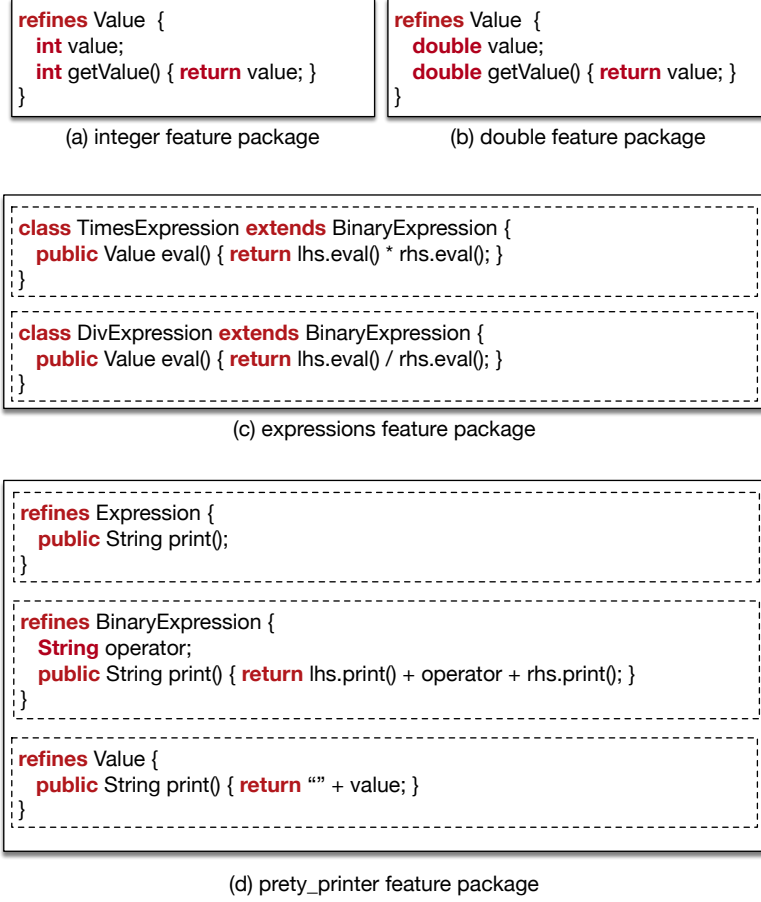 refines Value {
int value;
int getValue() { return value; }
}
(a) integer feature package
refines Value {
double value;
double getValue() { return value; }
}
(b) double feature package
class TimesExpression extends BinaryExpression {
public Value eval() { return lhs.eval() * rhs.eval(); }
}
class DivExpression extends BinaryExpression {
public Value eval() { return lhs.eval() / rhs.eval(); }
}
(c) expressions feature package
refines Expression {
public String print();
}
refines BinaryExpression {
String operator;
public String print() { return lhs.print() + operator + rhs.print(); }
}
refines Value {
public String print() { return “” + value; }
}
(d) prety_printer feature package